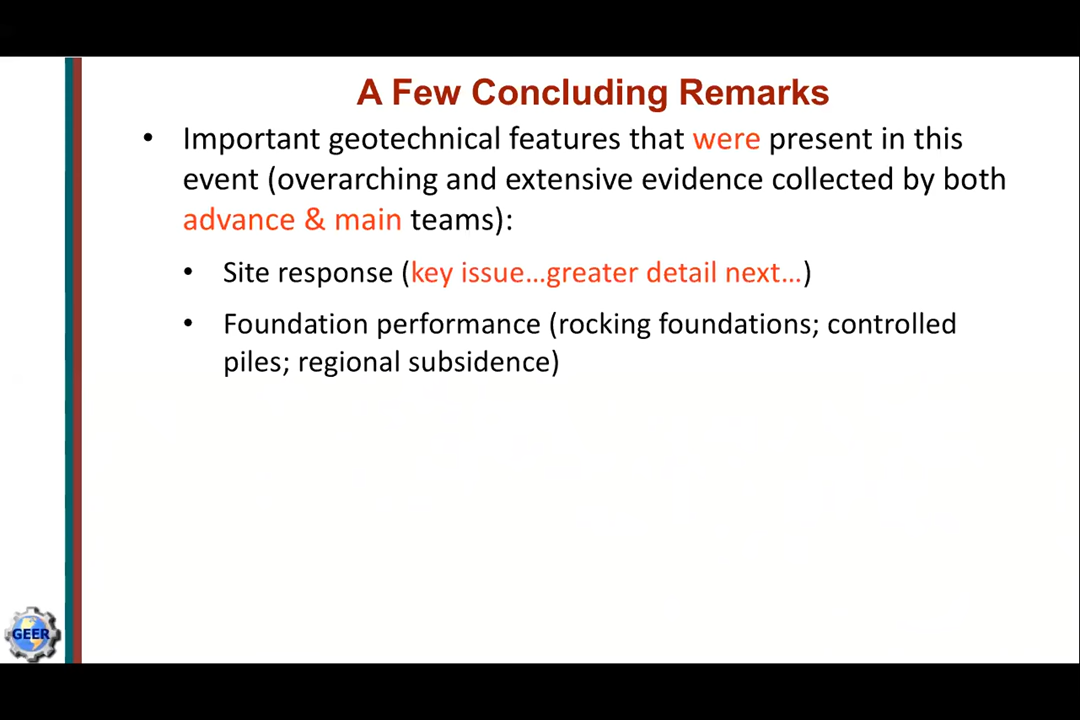 A Few Concluding Remarks
• Important geotechnical features that were present in this
event (overarching and extensive evidence collected by both
advance & main teams):
• Site response (key issue…greater detail next…)
• Foundation performance (rocking foundations; controlled
piles; regional subsidence)
GEER